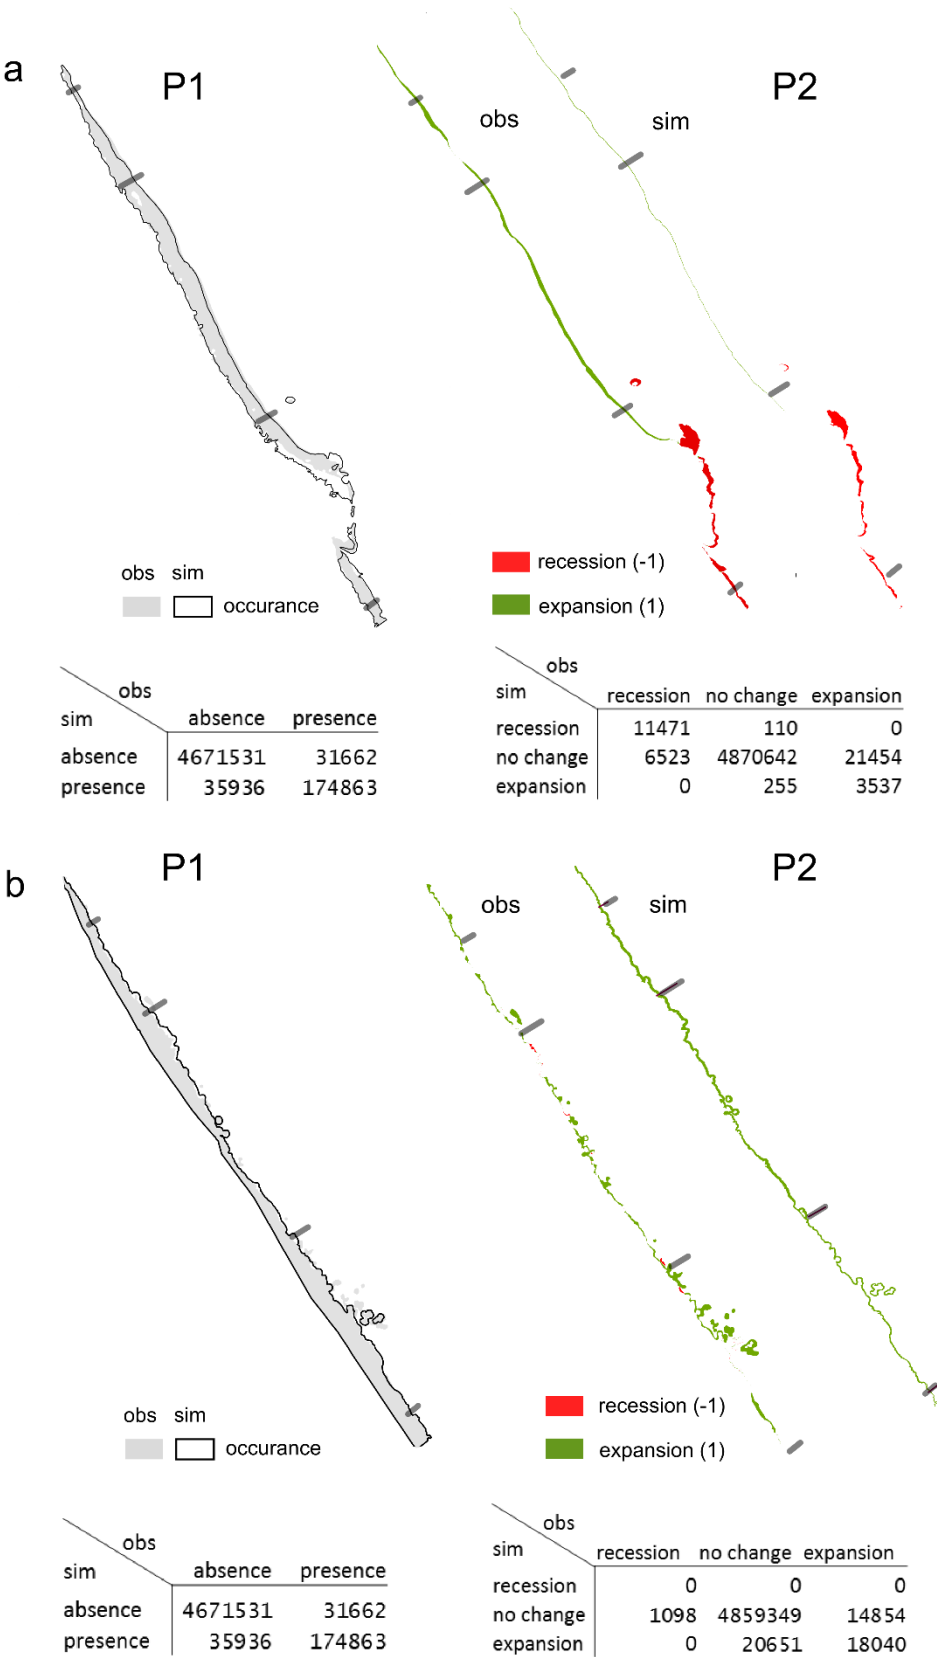 a
P1
P2
obs
sim
obs sim
occurance
recession (-1)
expansion (1)
obs
sim absence presence
absence 4671531 31662
presence 35936 174863
obs
sim recession no change expansion
recession 11471 110 0
no change 6523 4870642 21454
expansion 0 255 3537
b
P1
P2
obs
sim
obs sim
occurance
recession (-1)
expansion (1)
obs
sim absence presence
absence 4671531 31662
presence 35936 174863
obs
sim recession no change expansion
recession 0 0 0
no change 1098 4859349 14854
expansion 0 20651 18040